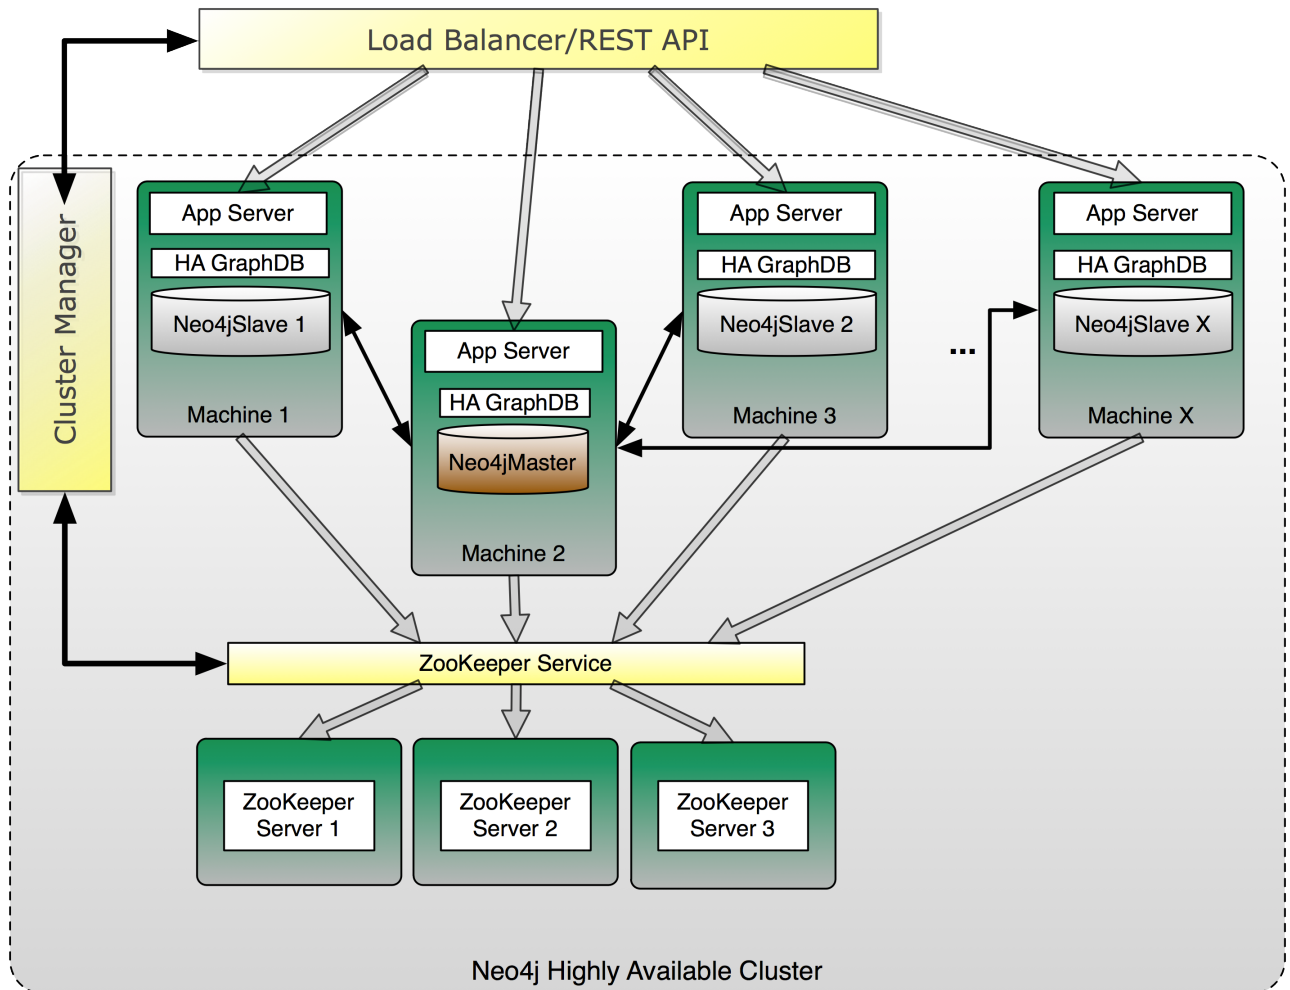 Load Balancer/REST API
Cluster Manager
App Server
HA GraphDB
Neo4jSlave 1
Machine 1
App Server
HA GraphDB
Neo4jMaster
Machine 2
App Server
HA GraphDB
Neo4jSlave 2
Machine 3
...
App Server
HA GraphDB
Neo4jSlave X
Machine X
ZooKeeper Service
ZooKeeper
Server 1
ZooKeeper
Server 2
ZooKeeper
Server 3
Neo4j Highly Available Cluster